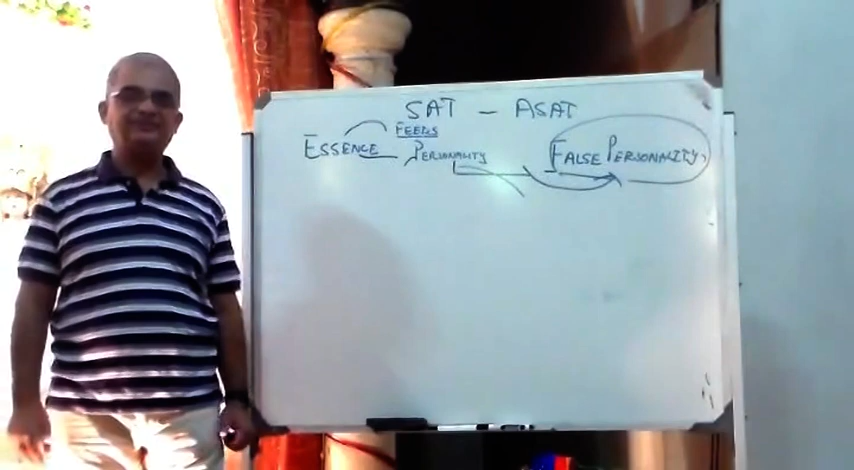 SAT - ASAT
FEEDS
ESSENCE - PERSONALITY FALSE PERSONALITY